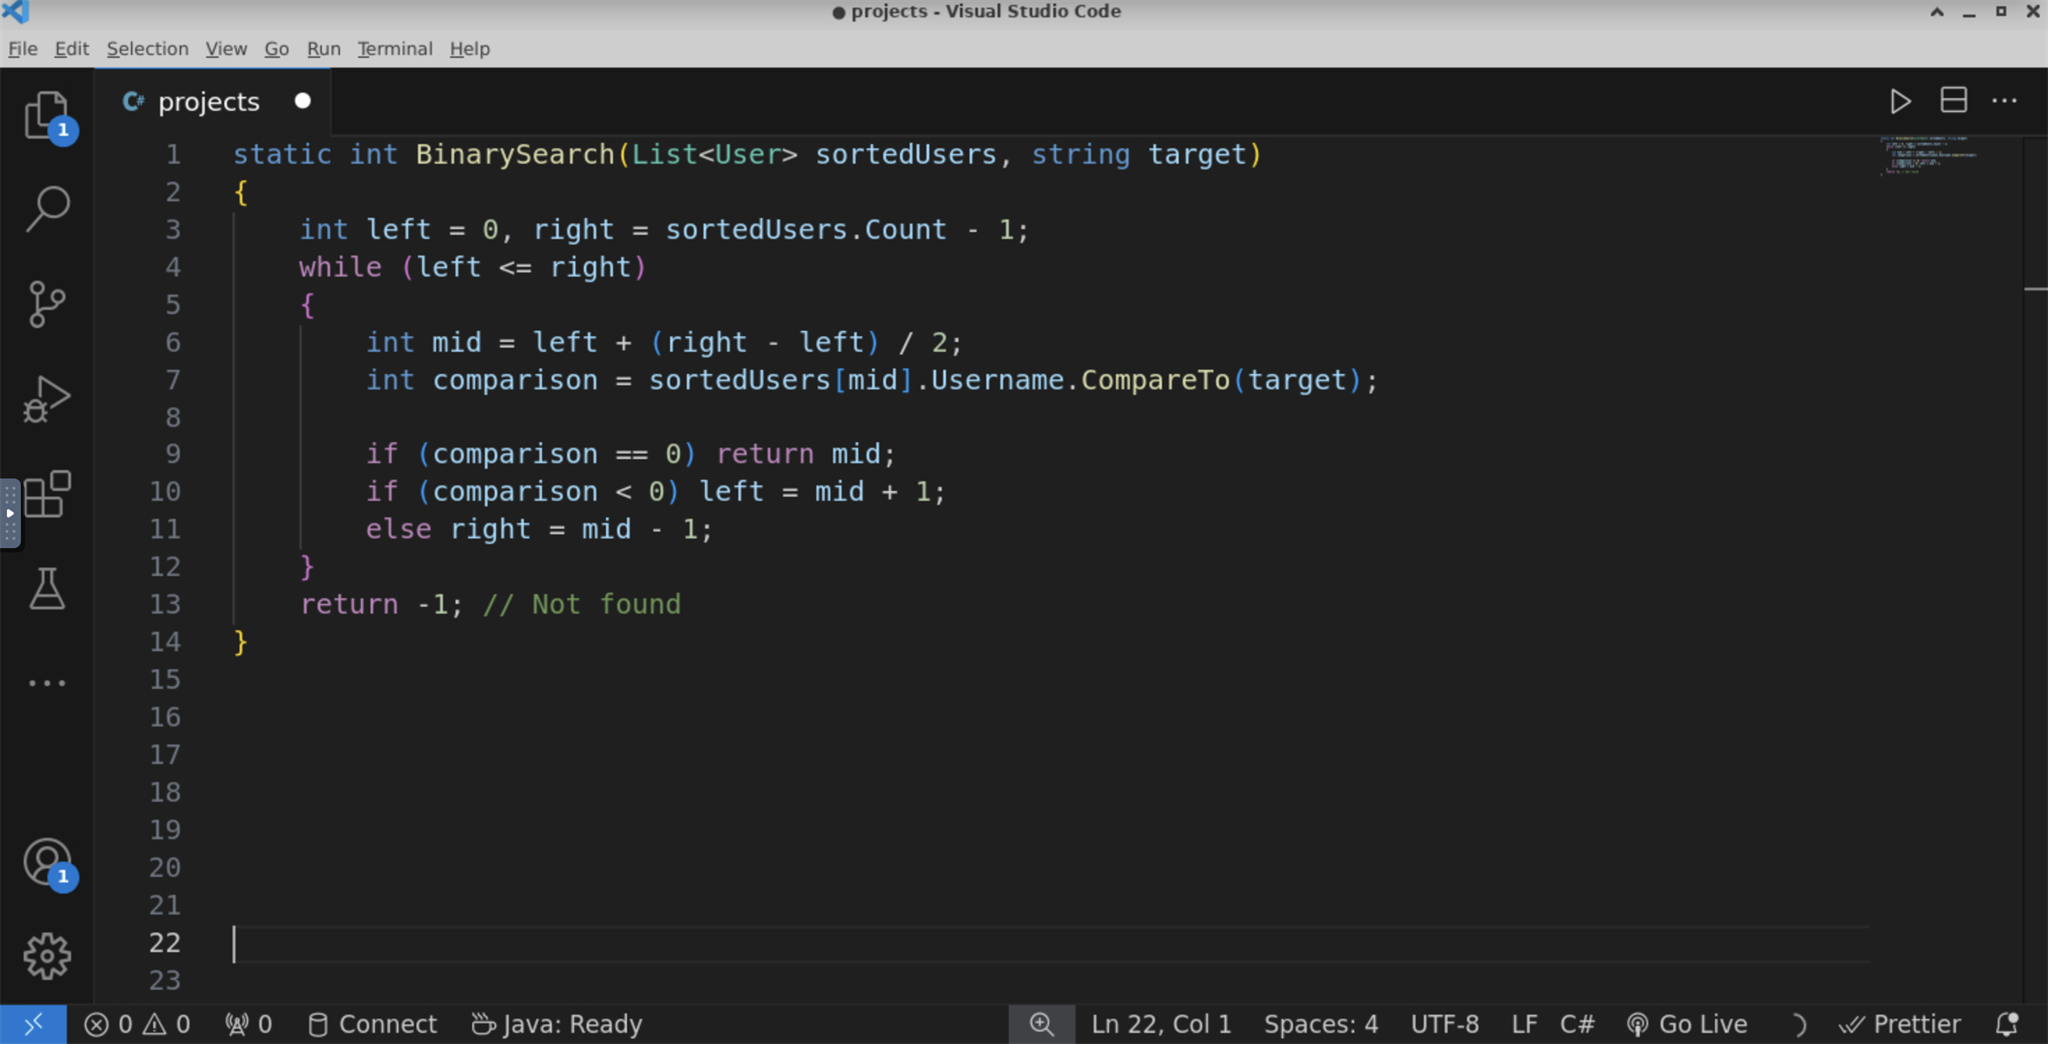 ● projects - Visual Studio Code
File Edit Selection View Go Run Terminal Help
C# projects
1 static int BinarySearch(List<User> sortedUsers, string target)
2 {
3     int left = 0, right = sortedUsers.Count - 1;
4     while (left <= right)
5     {
6         int mid = left + (right - left) / 2;
7         int comparison = sortedUsers[mid].Username.CompareTo(target);
8
9         if (comparison == 0) return mid;
10         if (comparison < 0) left = mid + 1;
11         else right = mid - 1;
12     }
13     return -1; // Not found
14 }
15
16
17
18
19
20
21
22
23
1
1
0 0 0 Connect Java: Ready Ln 22, Col 1 Spaces: 4 UTF-8 LF C# Go Live Prettier